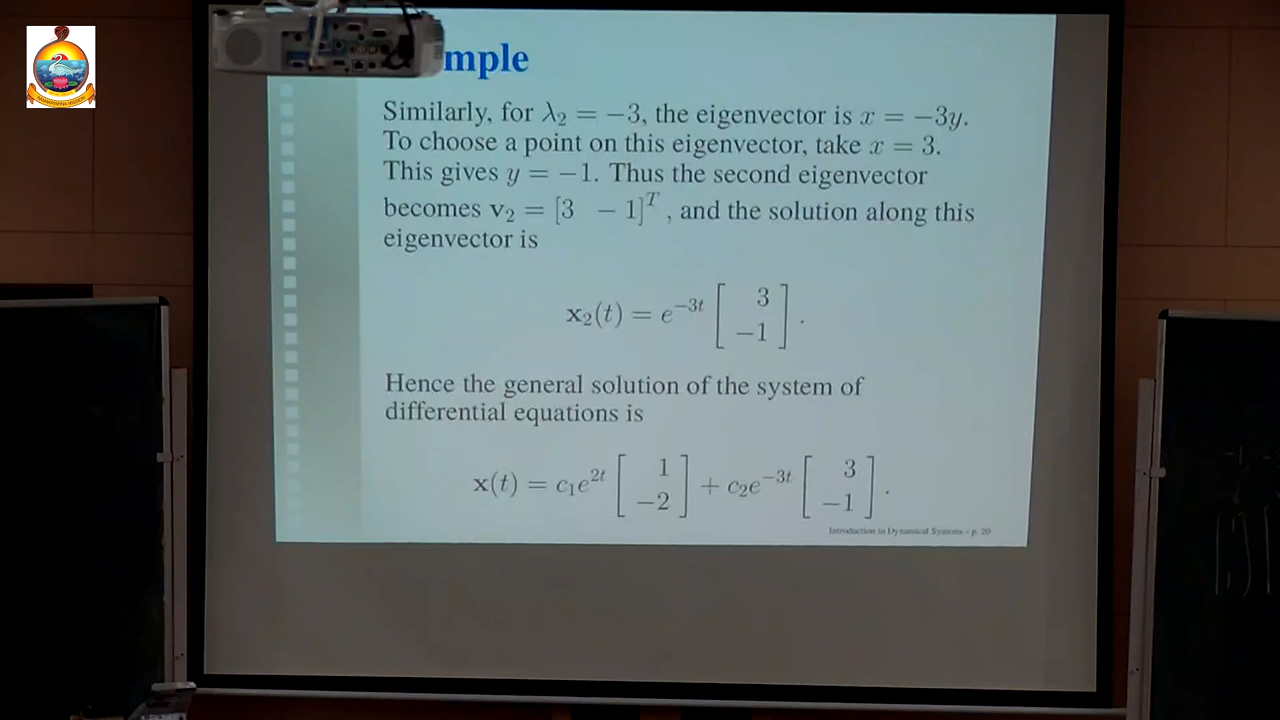 mple
Similarly, for λ₂ = −3, the eigenvector is x = −3y.
To choose a point on this eigenvector, take x = 3.
This gives y = −1. Thus the second eigenvector
becomes v₂ = [3 −1]ᵀ, and the solution along this
eigenvector is
x₂(t) = e⁻³ᵗ [ 3 −1 ].
Hence the general solution of the system of
differential equations is
x(t) = c₁e²ᵗ [ 1 −2 ] + c₂e⁻³ᵗ [ 3 −1 ].
Introduction to Dynamical Systems – p. 20